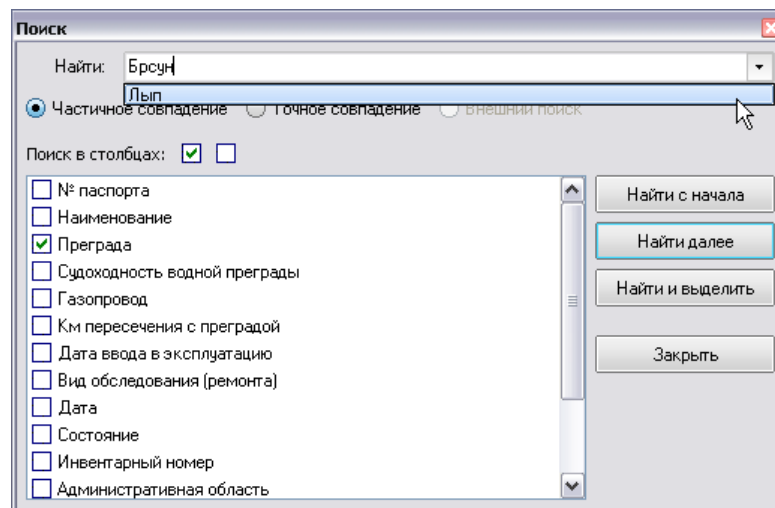 Поиск
Найти: Брсун
Лып
Частичное совпадение Точное совпадение Внешний поиск
Поиск в столбцах:
№ паспорта
Наименование
Преграда
Судоходность водной преграды
Газопровод
Км пересечения с преградой
Дата ввода в эксплуатацию
Вид обследования (ремонта)
Дата
Состояние
Инвентарный номер
Административная область
Найти с начала
Найти далее
Найти и выделить
Закрыть